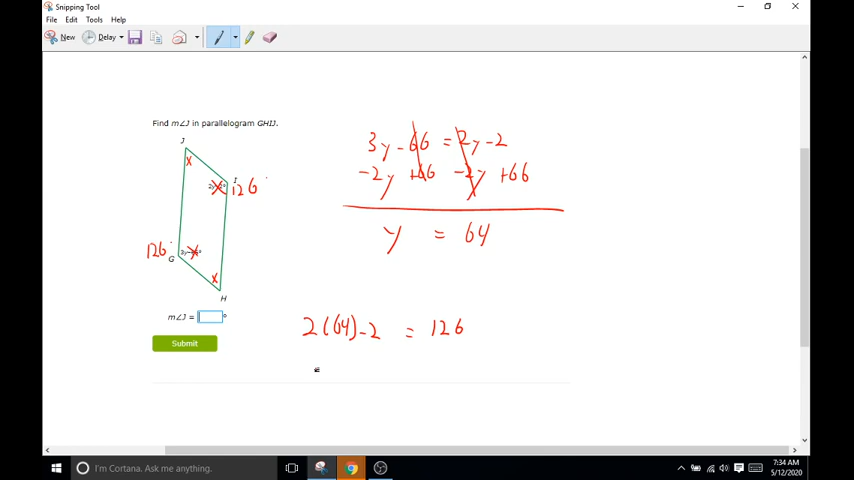 Snipping Tool
File Edit Tools Help
New Delay
Find m∠J in parallelogram GHIJ.
J
x
I
126°
126°
G
x
H
m∠J = °
Submit
3y - 66 = 2y - 2
-2y +66 -2y +66
y = 64
2(64) - 2 = 126
I'm Cortana. Ask me anything.
7:34 AM
5/12/2020